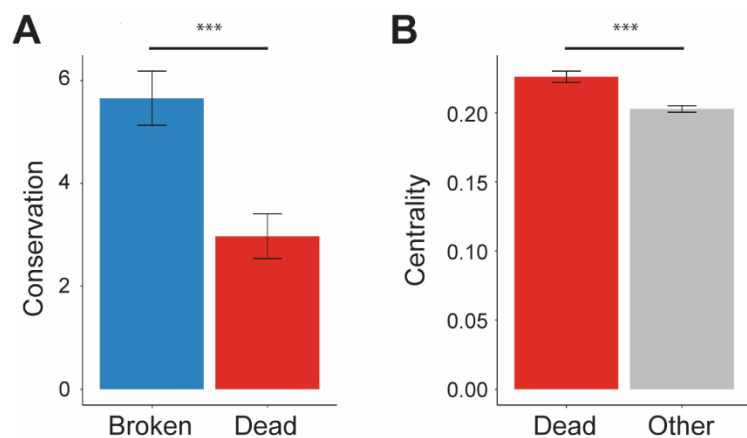 A
***
Conservation
6
4
2
0
Broken Dead
B
***
Centrality
0.20
0.15
0.10
0.05
0.00
Dead Other